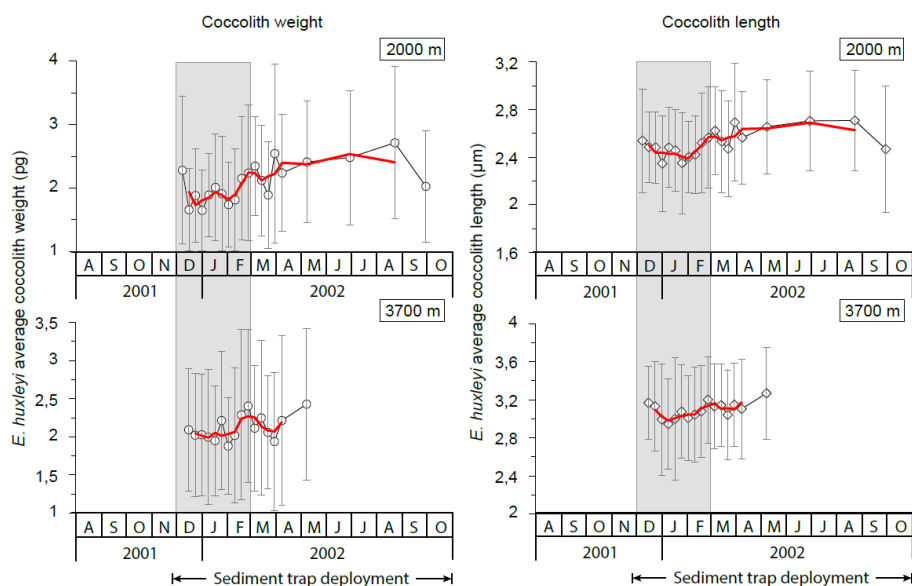 Coccolith weight
Coccolith length
E. huxleyi average coccolith weight (pg)
E. huxleyi average coccolith length (µm)
2000 m
4
3
2
1
A S O N D J F M A M J J A S O
2001 2002
2000 m
3,2
2,8
2,4
2
1,6
A S O N D J F M A M J J A S O
2001 2002
3700 m
3,5
3
2,5
2
1,5
1
A S O N D J F M A M J J A S O
2001 2002
Sediment trap deployment
3700 m
4
3,6
3,2
2,8
2,4
2
A S O N D J F M A M J J A S O
2001 2002
Sediment trap deployment